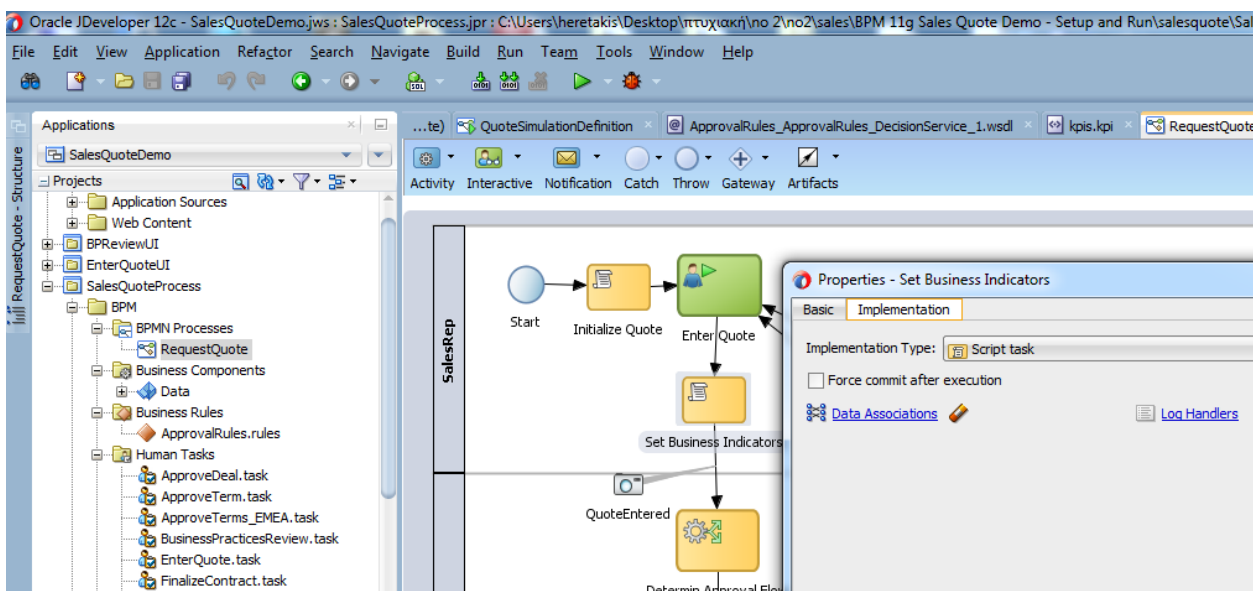 Oracle JDeveloper 12c - SalesQuoteDemo.jws : SalesQuoteProcess.jpr : C:\Users\heretakis\Desktop\πτυχιακή\no 2\no2\sales\BPM 11g Sales Quote Demo - Setup and Run\salesquote\Sal
File Edit View Application Refactor Search Navigate Build Run Team Tools Window Help
Applications
...te) QuoteSimulationDefinition ApprovalRules_ApprovalRules_DecisionService_1.wsdl kpis.kpi RequestQuote
SalesQuoteDemo
Projects
Activity Interactive Notification Catch Throw Gateway Artifacts
RequestQuote - Structure
Application Sources
Web Content
BPReviewUI
EnterQuoteUI
SalesQuoteProcess
BPM
BPMN Processes
RequestQuote
Business Components
Data
Business Rules
ApprovalRules.rules
Human Tasks
ApproveDeal.task
ApproveTerm.task
ApproveTerms_EMEA.task
BusinessPracticesReview.task
EnterQuote.task
FinalizeContract.task
SalesRep
Start
Initialize Quote
Enter Quote
Set Business Indicators
QuoteEntered
Determin Approval Flow
Properties - Set Business Indicators
Basic Implementation
Implementation Type: Script task
Force commit after execution
Data Associations
Log Handlers